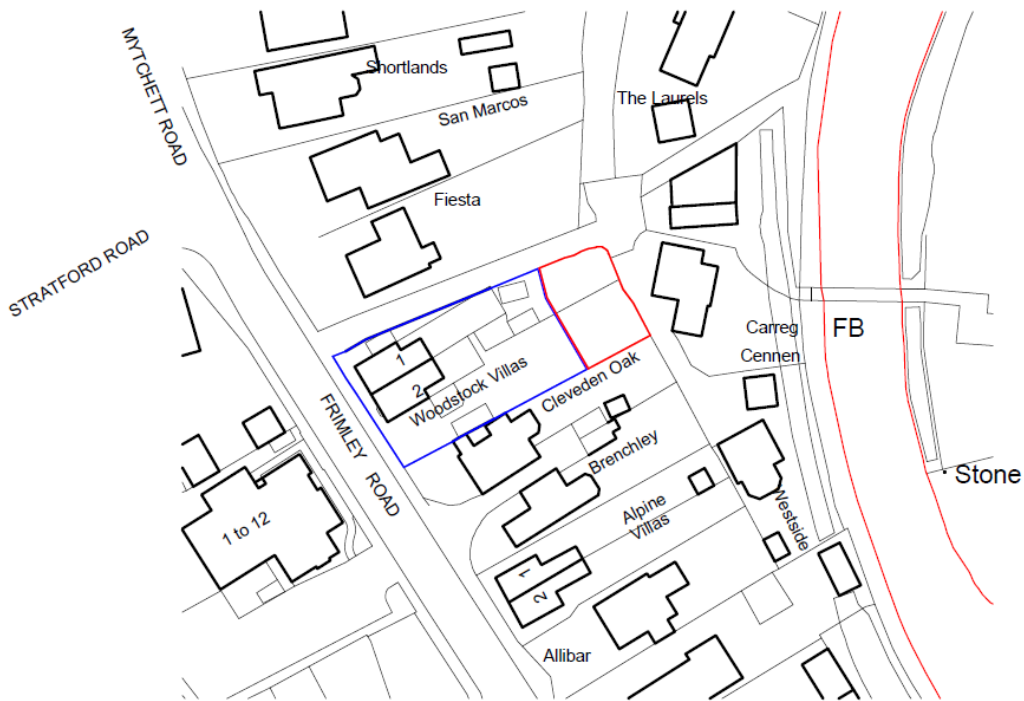 MYTCHETT ROAD
Shortlands
San Marcos
The Laurels
Fiesta
STRATFORD ROAD
1
2
Woodstock Villas
Carreg
Cennen
FB
Cleveden Oak
FRIMLEY ROAD
Brenchley
Stone
1 to 12
Alpine
Villas
Westside
1
2
Allibar